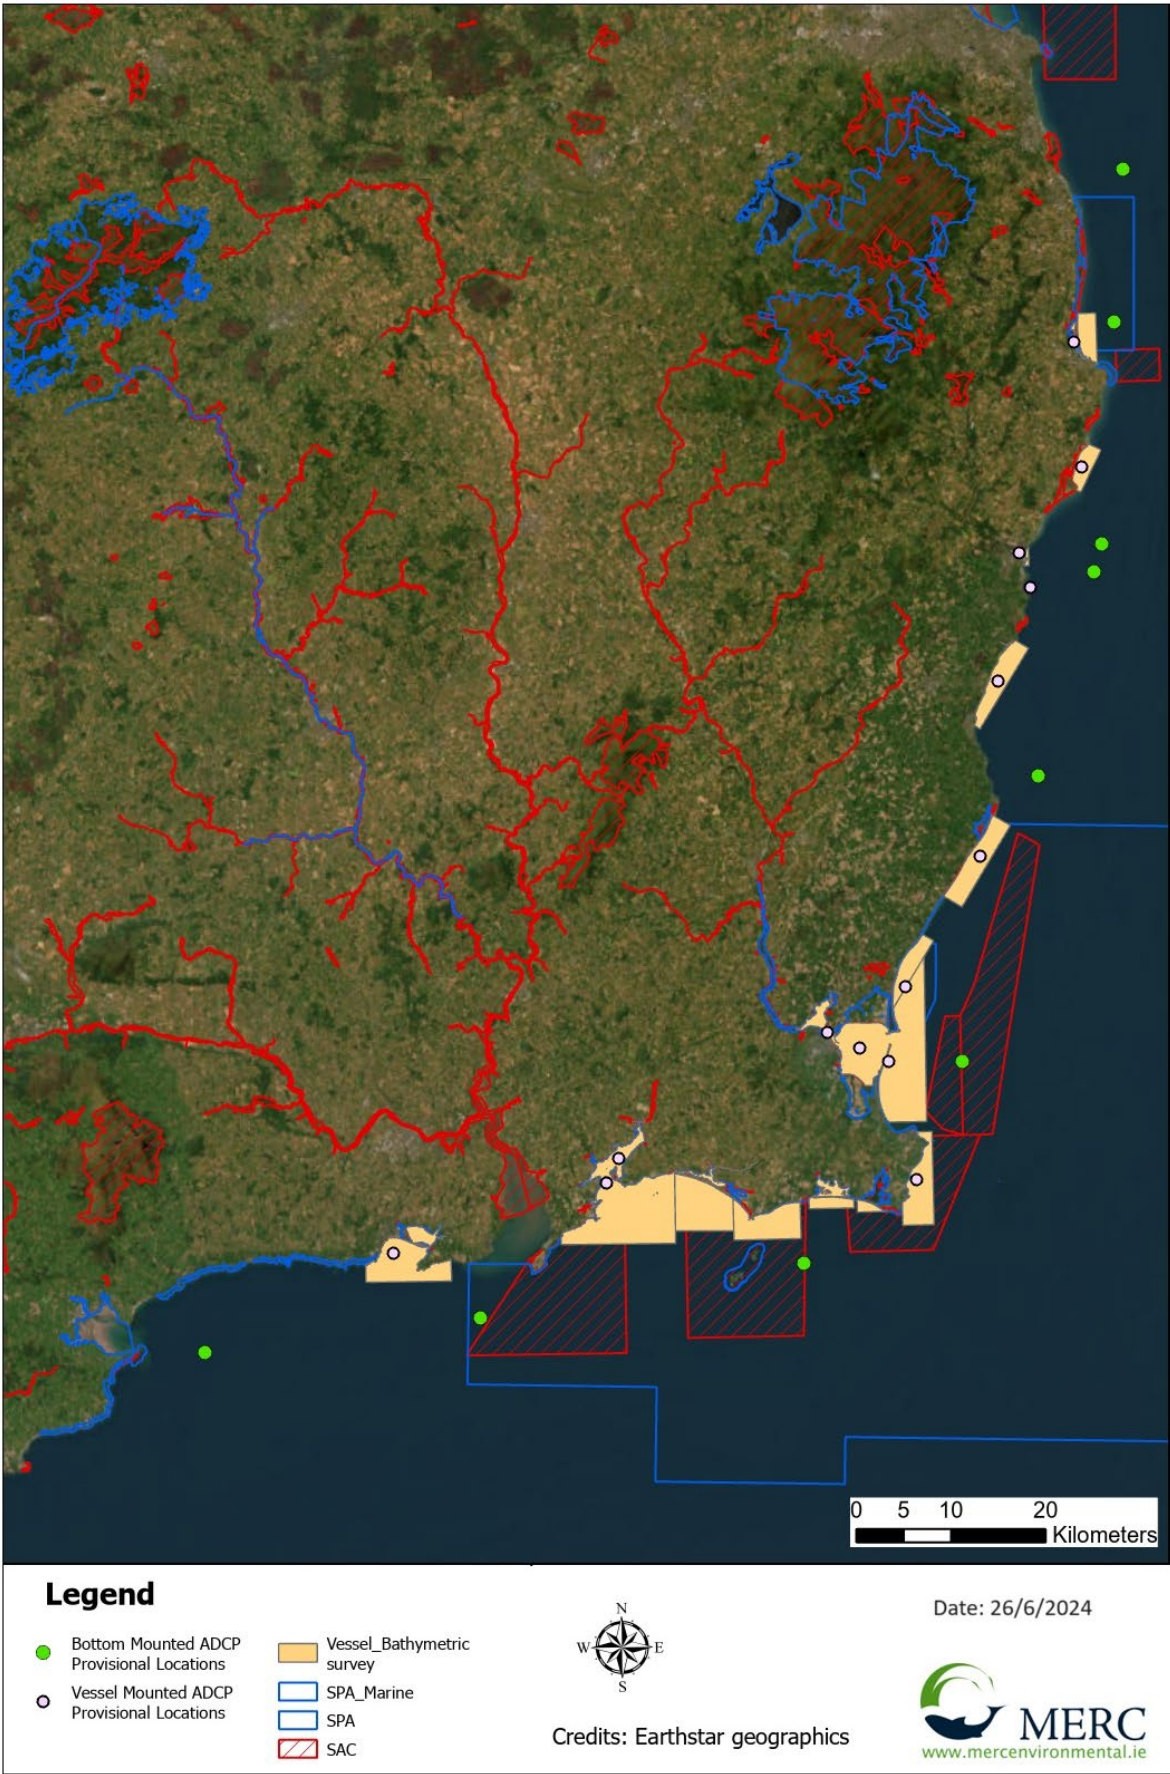 0 5 10 20
Kilometers
Legend
Bottom Mounted ADCP
Provisional Locations
Vessel Mounted ADCP
Provisional Locations
Vessel_Bathymetric
survey
SPA_Marine
SPA
SAC
N
W E
S
Credits: Earthstar geographics
Date: 26/6/2024
MERC
www.mercenvironmental.ie